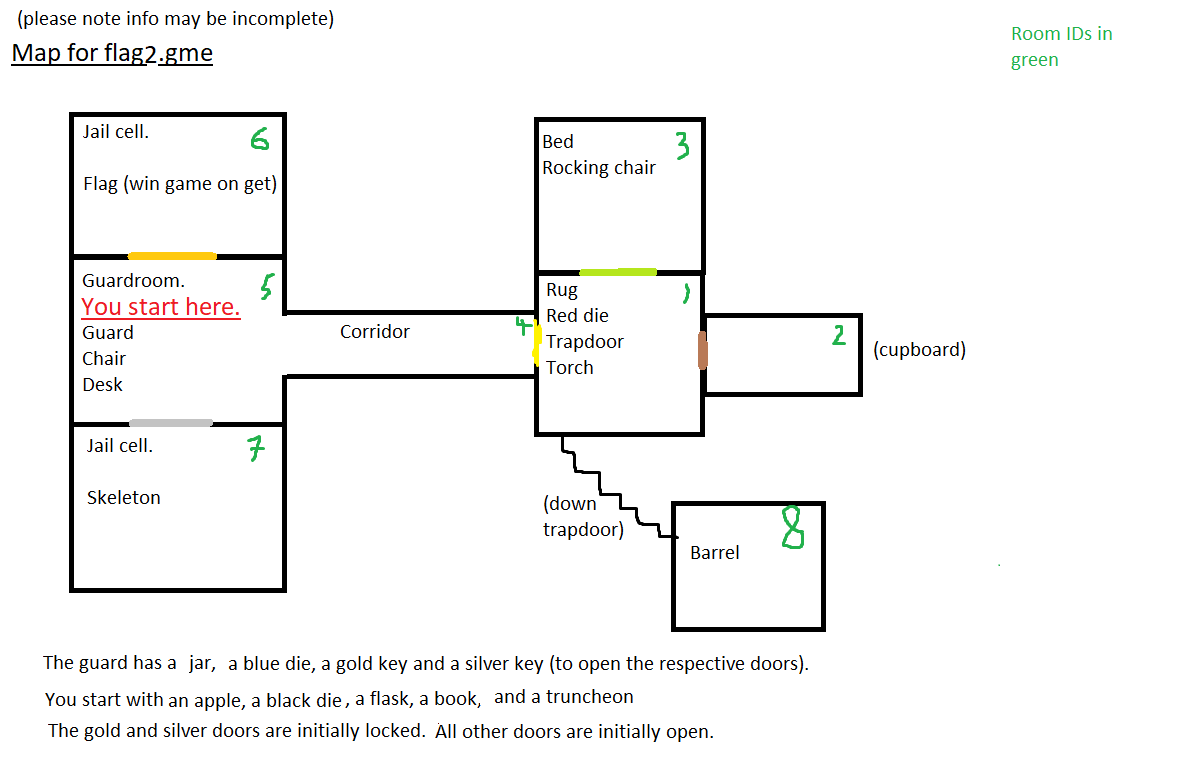 (please note info may be incomplete)
Map for flag2.gme
Room IDs in
green
Jail cell.
6
Flag (win game on get)
Bed
3
Rocking chair
Guardroom.
5
You start here.
Guard
Chair
Desk
Corridor
4
Rug
1
Red die
Trapdoor
Torch
2
(cupboard)
Jail cell.
7
Skeleton
(down
trapdoor)
8
Barrel
The guard has a jar, a blue die, a gold key and a silver key (to open the respective doors).
You start with an apple, a black die, a flask, a book, and a truncheon
The gold and silver doors are initially locked. All other doors are initially open.